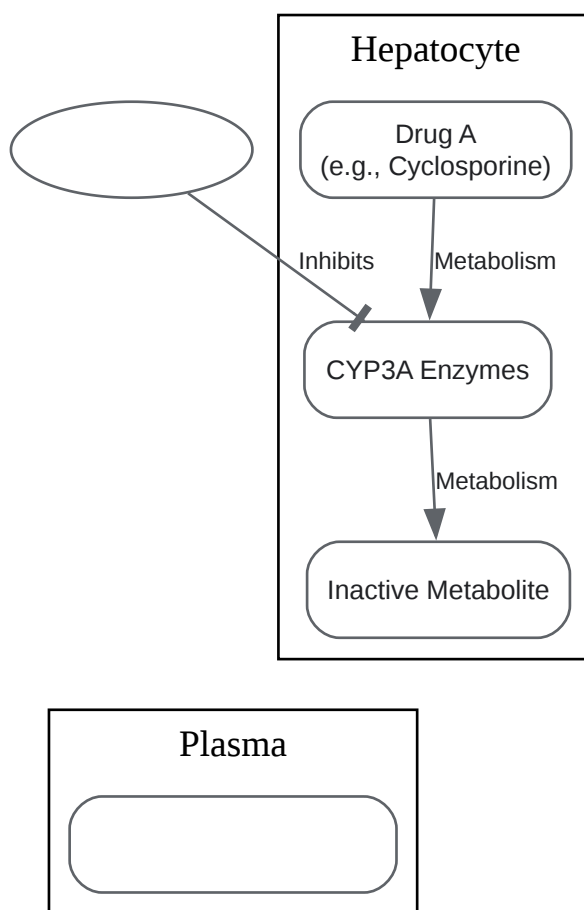 Hepatocyte
Drug A
(e.g., Cyclosporine)
Inhibits
Metabolism
CYP3A Enzymes
Metabolism
Inactive Metabolite
Plasma